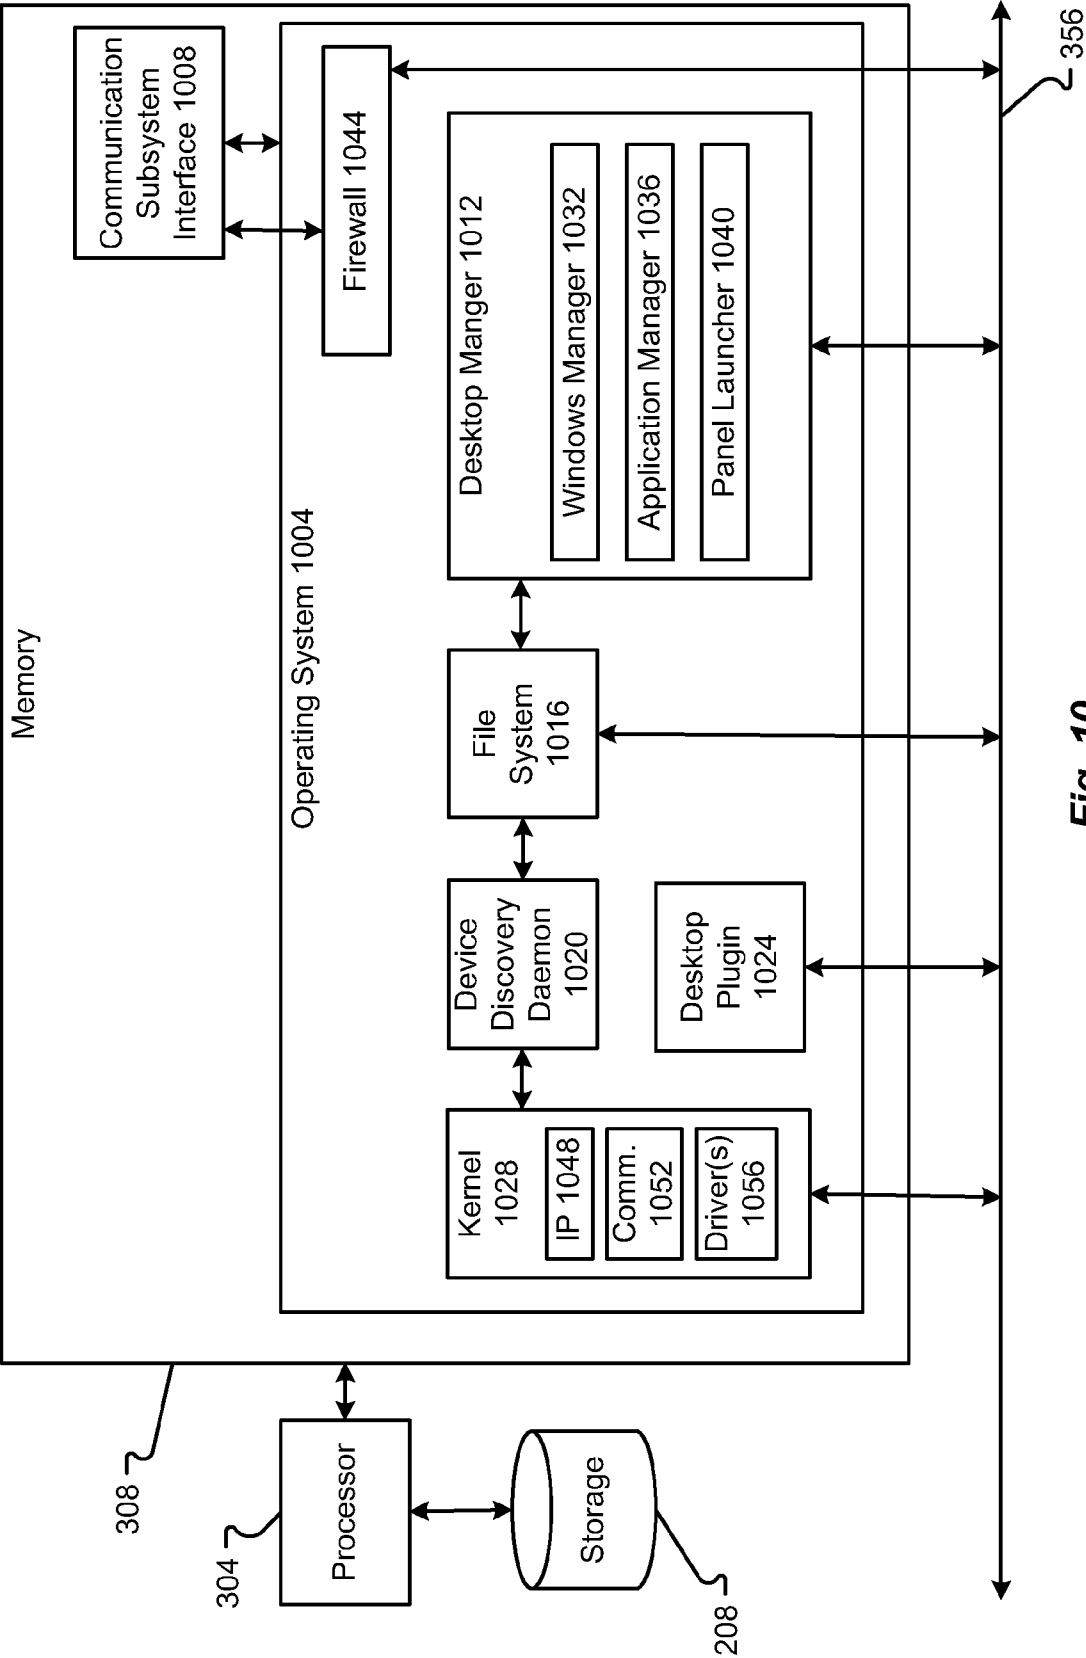 Memory
308
304
Processor
Storage
208
Communication
Subsystem
Interface 1008
Operating System 1004
Firewall 1044
Kernel
1028
IP 1048
Comm.
1052
Driver(s)
1056
Device
Discovery
Daemon
1020
Desktop
Plugin
1024
File
System
1016
Desktop Manger 1012
Windows Manager 1032
Application Manager 1036
Panel Launcher 1040
356
Fig. 10